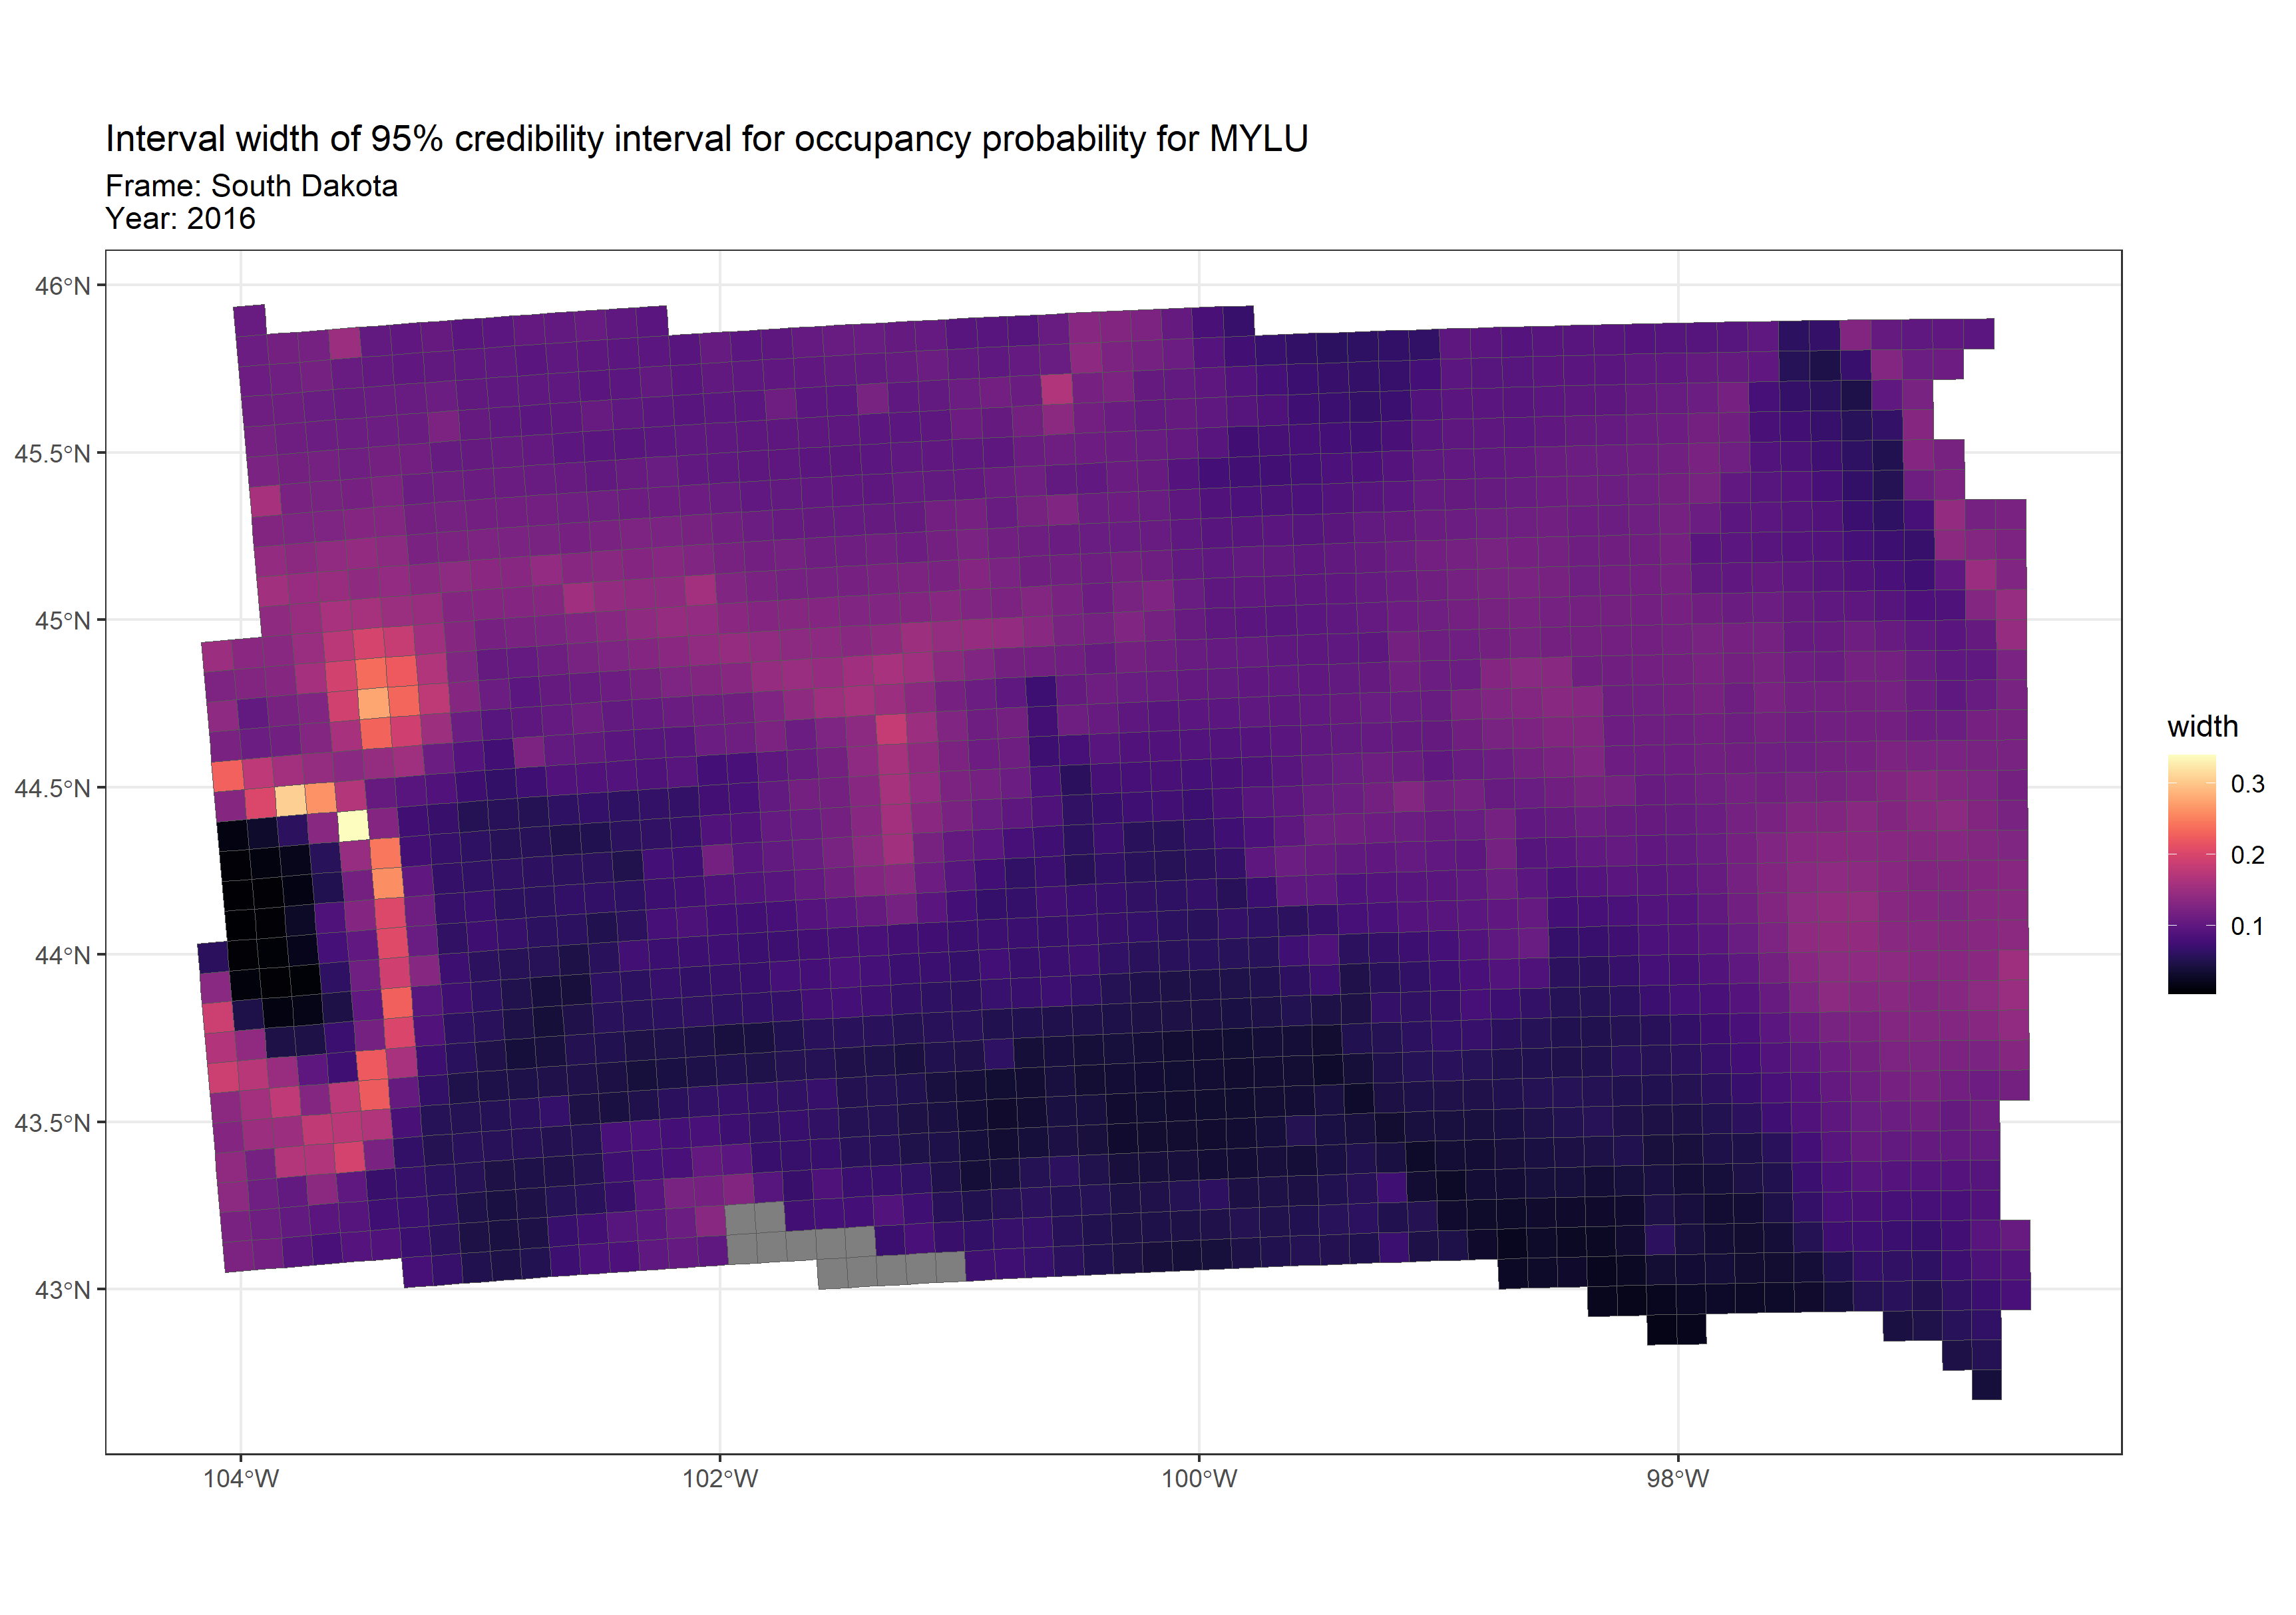 Interval width of 95% credibility interval for occupancy probability for MYLU
Frame: South Dakota
Year: 2016
46°N
45.5°N
45°N
44.5°N
44°N
43.5°N
43°N
104°W
102°W
100°W
98°W
width
0.3
0.2
0.1